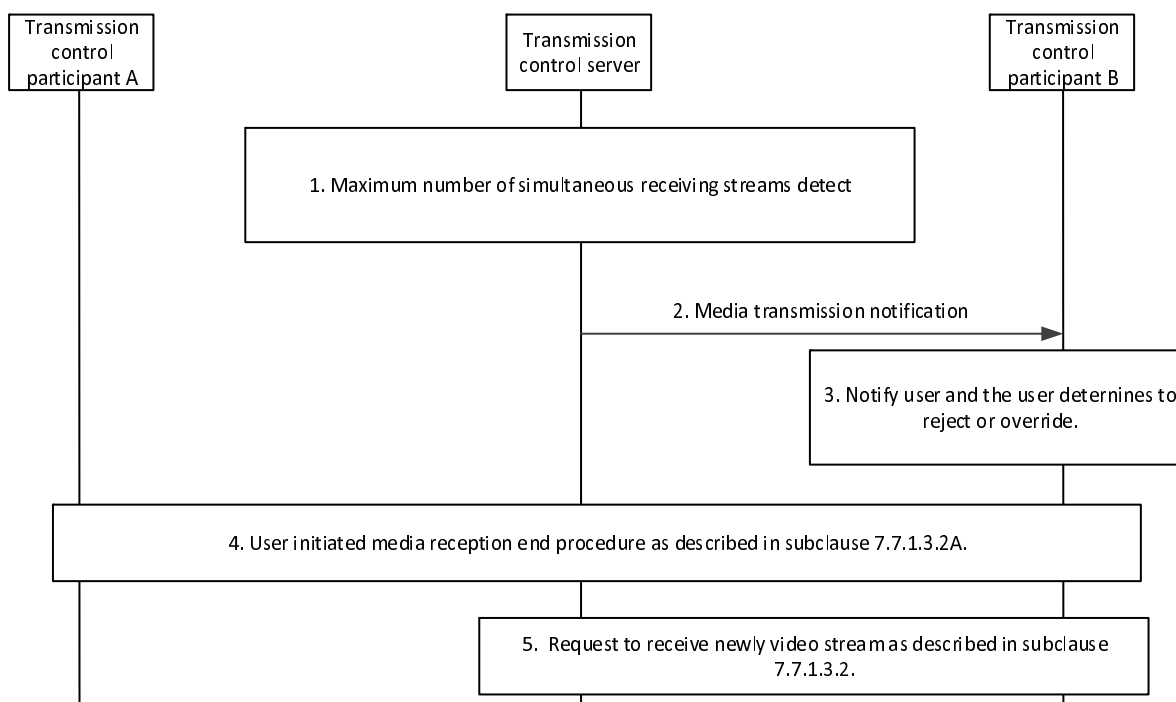 Transmission
control
participant A
Transmission
control server
Transmission
control
participant B
1. Maximum number of simultaneous receiving streams detect
2. Media transmission notification
3. Notify user and the user deternines to
reject or override.
4. User initiated media reception end procedure as described in subclause 7.7.1.3.2A.
5. Request to receive newly video stream as described in subclause
7.7.1.3.2.